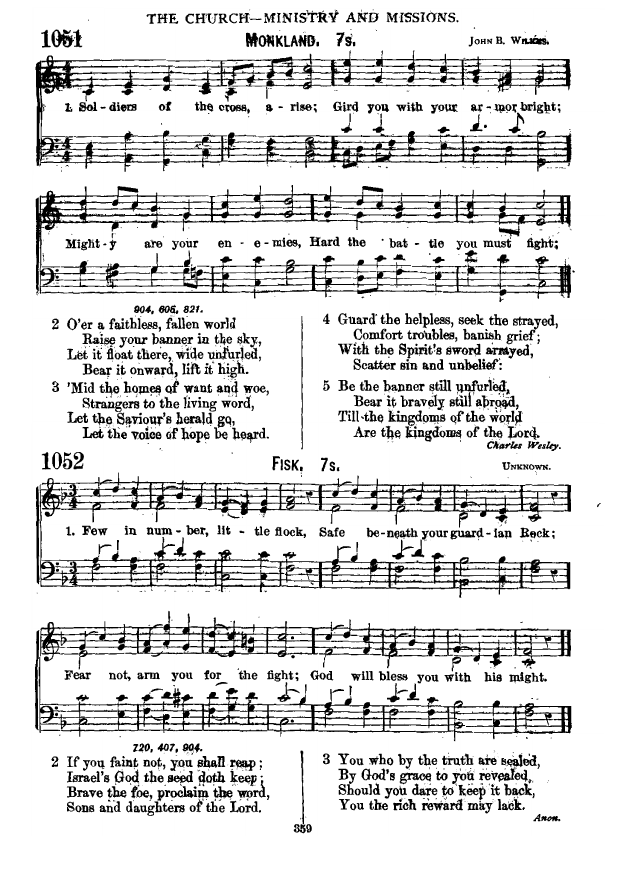 THE CHURCH—MINISTRY AND MISSIONS.
1051 MONKLAND. 7s. JOHN B. WILKES.
1. Sol-diers of the cross, a-rise; Gird you with your ar-mor bright;
Might-y are your en-e-mies, Hard the bat-tle you must fight;
904, 606, 821.
2 O'er a faithless, fallen world
Raise your banner in the sky,
Let it float there, wide unfurled,
Bear it onward, lift it high.
3 'Mid the homes of want and woe,
Strangers to the living word,
Let the Saviour's herald go,
Let the voice of hope be heard.
4 Guard the helpless, seek the strayed,
Comfort troubles, banish grief;
With the Spirit's sword arrayed,
Scatter sin and unbelief:
5 Be the banner still unfurled,
Bear it bravely still abroad,
Till the kingdoms of the world
Are the kingdoms of the Lord.
Charles Wesley.
1052 FISK. 7s. UNKNOWN.
1. Few in num-ber, lit-tle flock, Safe be-neath your guard-ian Rock;
Fear not, arm you for the fight; God will bless you with his might.
720, 407, 904.
2 If you faint not, you shall reap;
Israel's God the seed doth keep;
Brave the foe, proclaim the word,
Sons and daughters of the Lord.
3 You who by the truth are sealed,
By God's grace to you revealed,
Should you dare to keep it back,
You the rich reward may lack.
Anon.
359